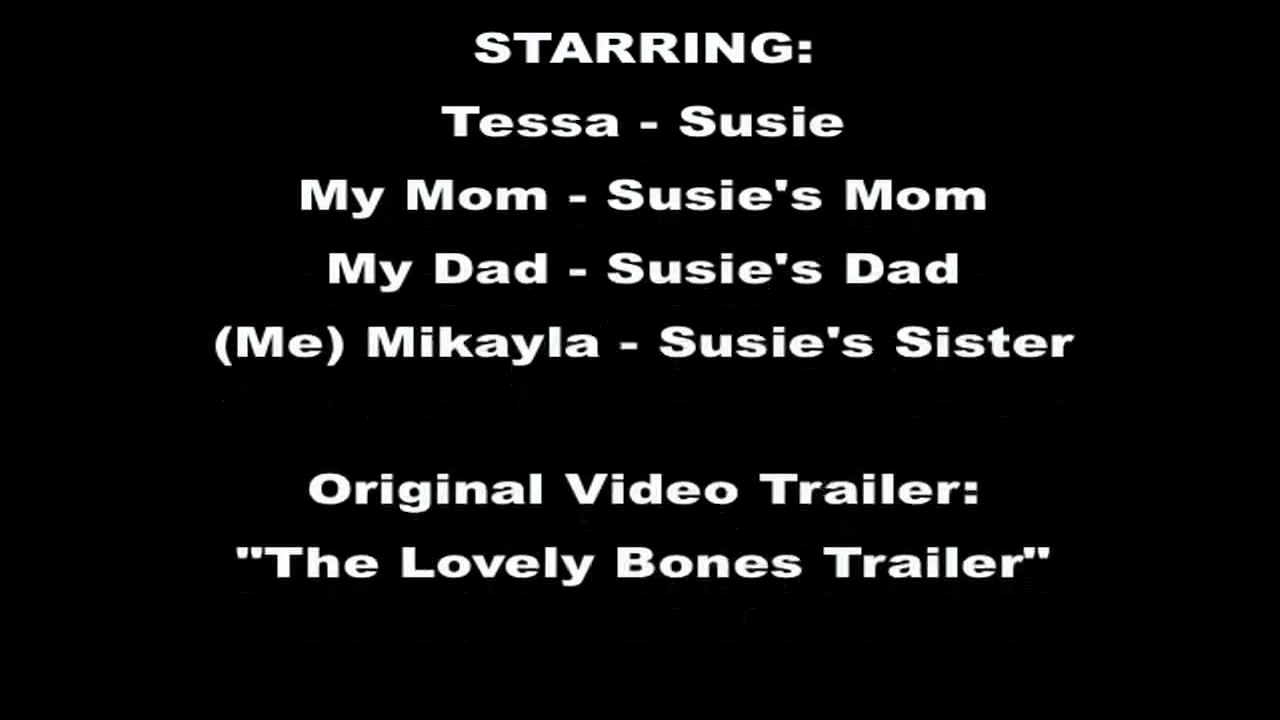 STARRING:
Tessa - Susie
My Mom - Susie's Mom
My Dad - Susie's Dad
(Me) Mikayla - Susie's Sister
Original Video Trailer:
"The Lovely Bones Trailer"